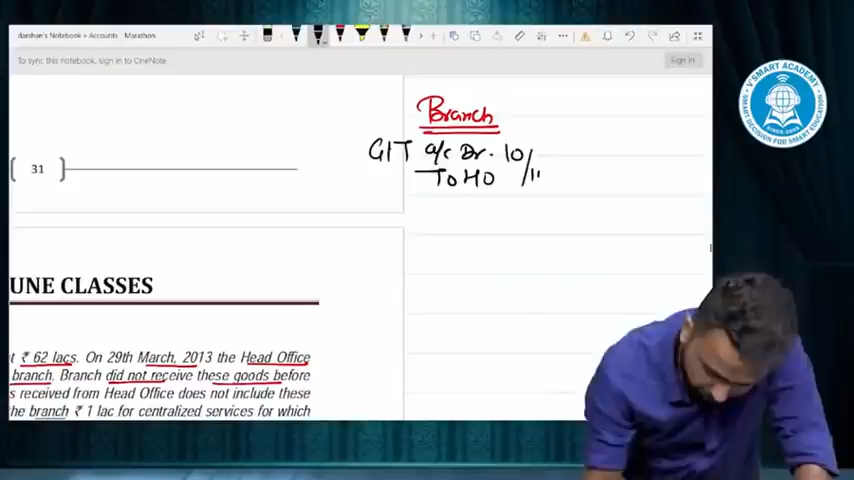 darshan's Notebook > Accounts Marathon
To sync this notebook, sign in to OneNote.
Sign in
Branch
GIT a/c Dr. 10/
To HO /11
31
UNE CLASSES
t ₹ 62 lacs. On 29th March, 2013 the Head Office
branch. Branch did not receive these goods before
s received from Head Office does not include these
he branch ₹ 1 lac for centralized services for which
V'SMART ACADEMY
SINCE-2005
SMART DECISION FOR SMART EDUCATION